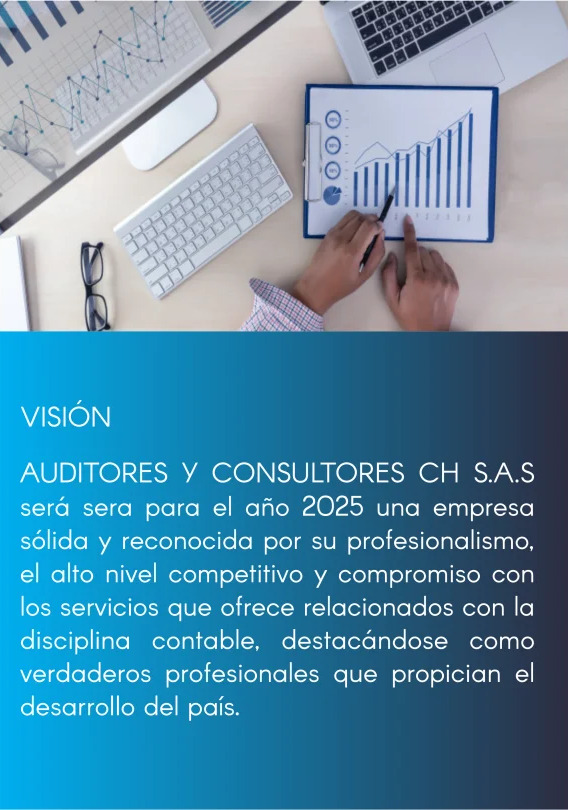 VISIÓN
AUDITORES Y CONSULTORES CH S.A.S
será sera para el año 2025 una empresa
sólida y reconocida por su profesionalismo,
el alto nivel competitivo y compromiso con
los servicios que ofrece relacionados con la
disciplina contable, destacándose como
verdaderos profesionales que propician el
desarrollo del país.